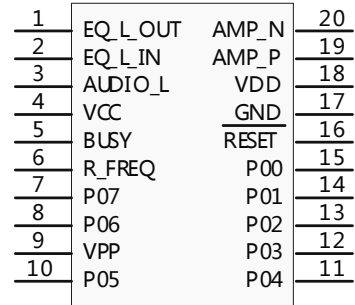 1 EQ_L_OUT AMP_N 20
2 EQ_L_IN AMP_P 19
3 AUDIO_L VDD 18
4 VCC GND 17
5 BUSY RESET 16
6 R_FREQ P00 15
7 P07 P01 14
8 P06 P02 13
9 VPP P03 12
10 P05 P04 11